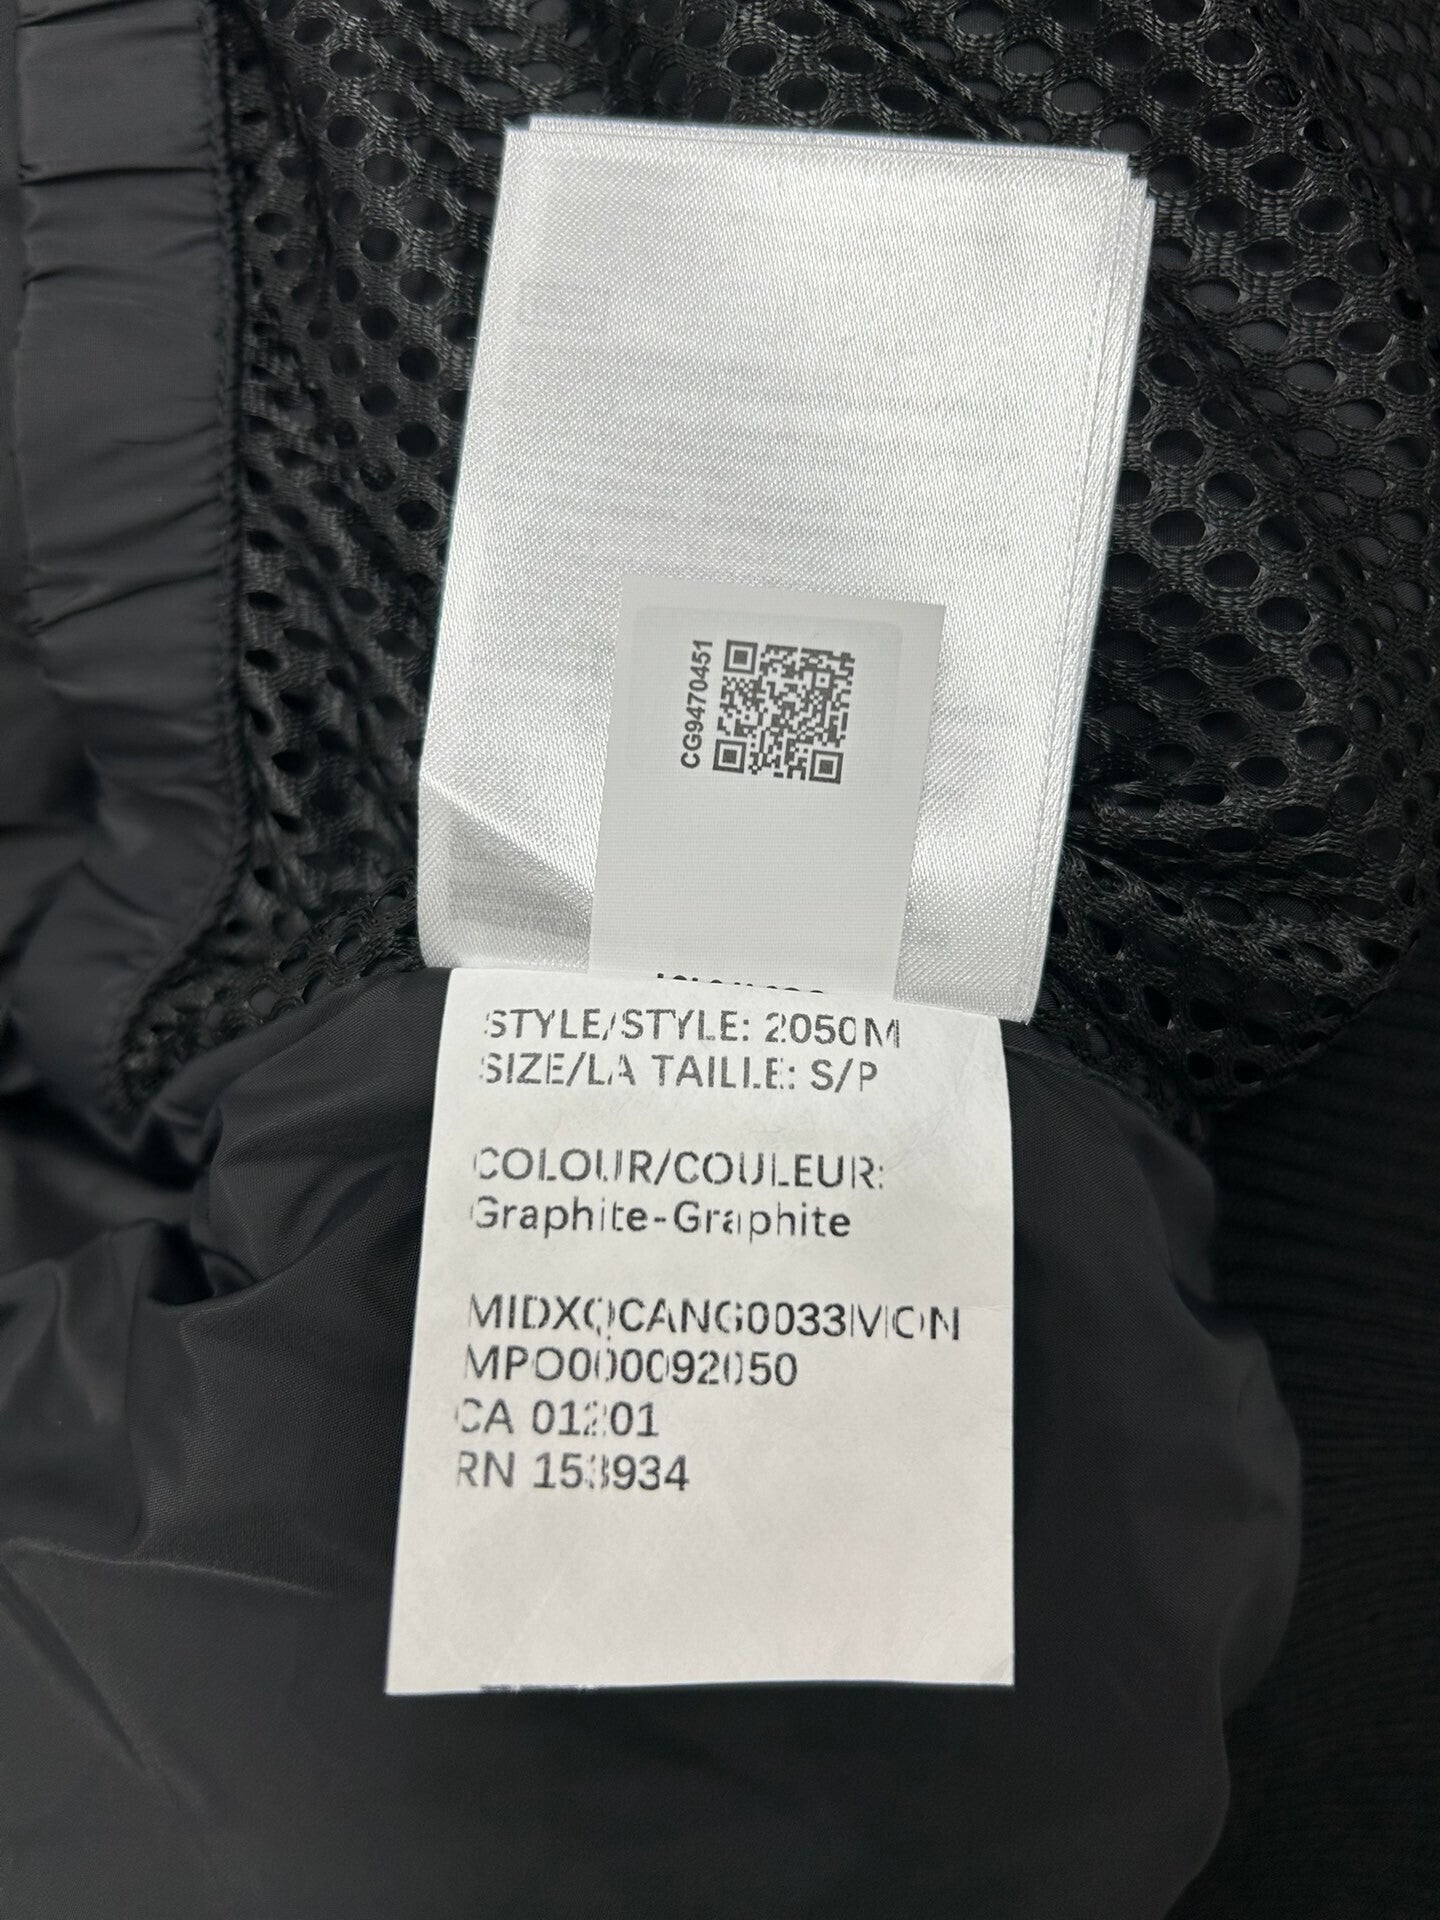 CG9470451
STYLE/STYLE: 2050M
SIZE/LA TAILLE: S/P
COLOUR/COULEUR:
Graphite-Graphite
MIDXQCANG0033MON
MPO000092050
CA 01201
RN 153934